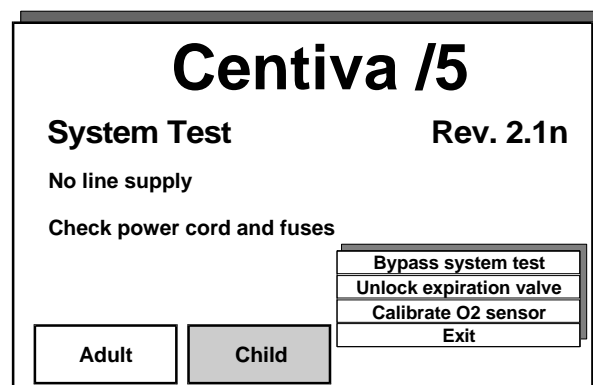 Centiva /5
System Test Rev. 2.1n
No line supply
Check power cord and fuses
Bypass system test
Unlock expiration valve
Calibrate O2 sensor
Exit
Adult Child